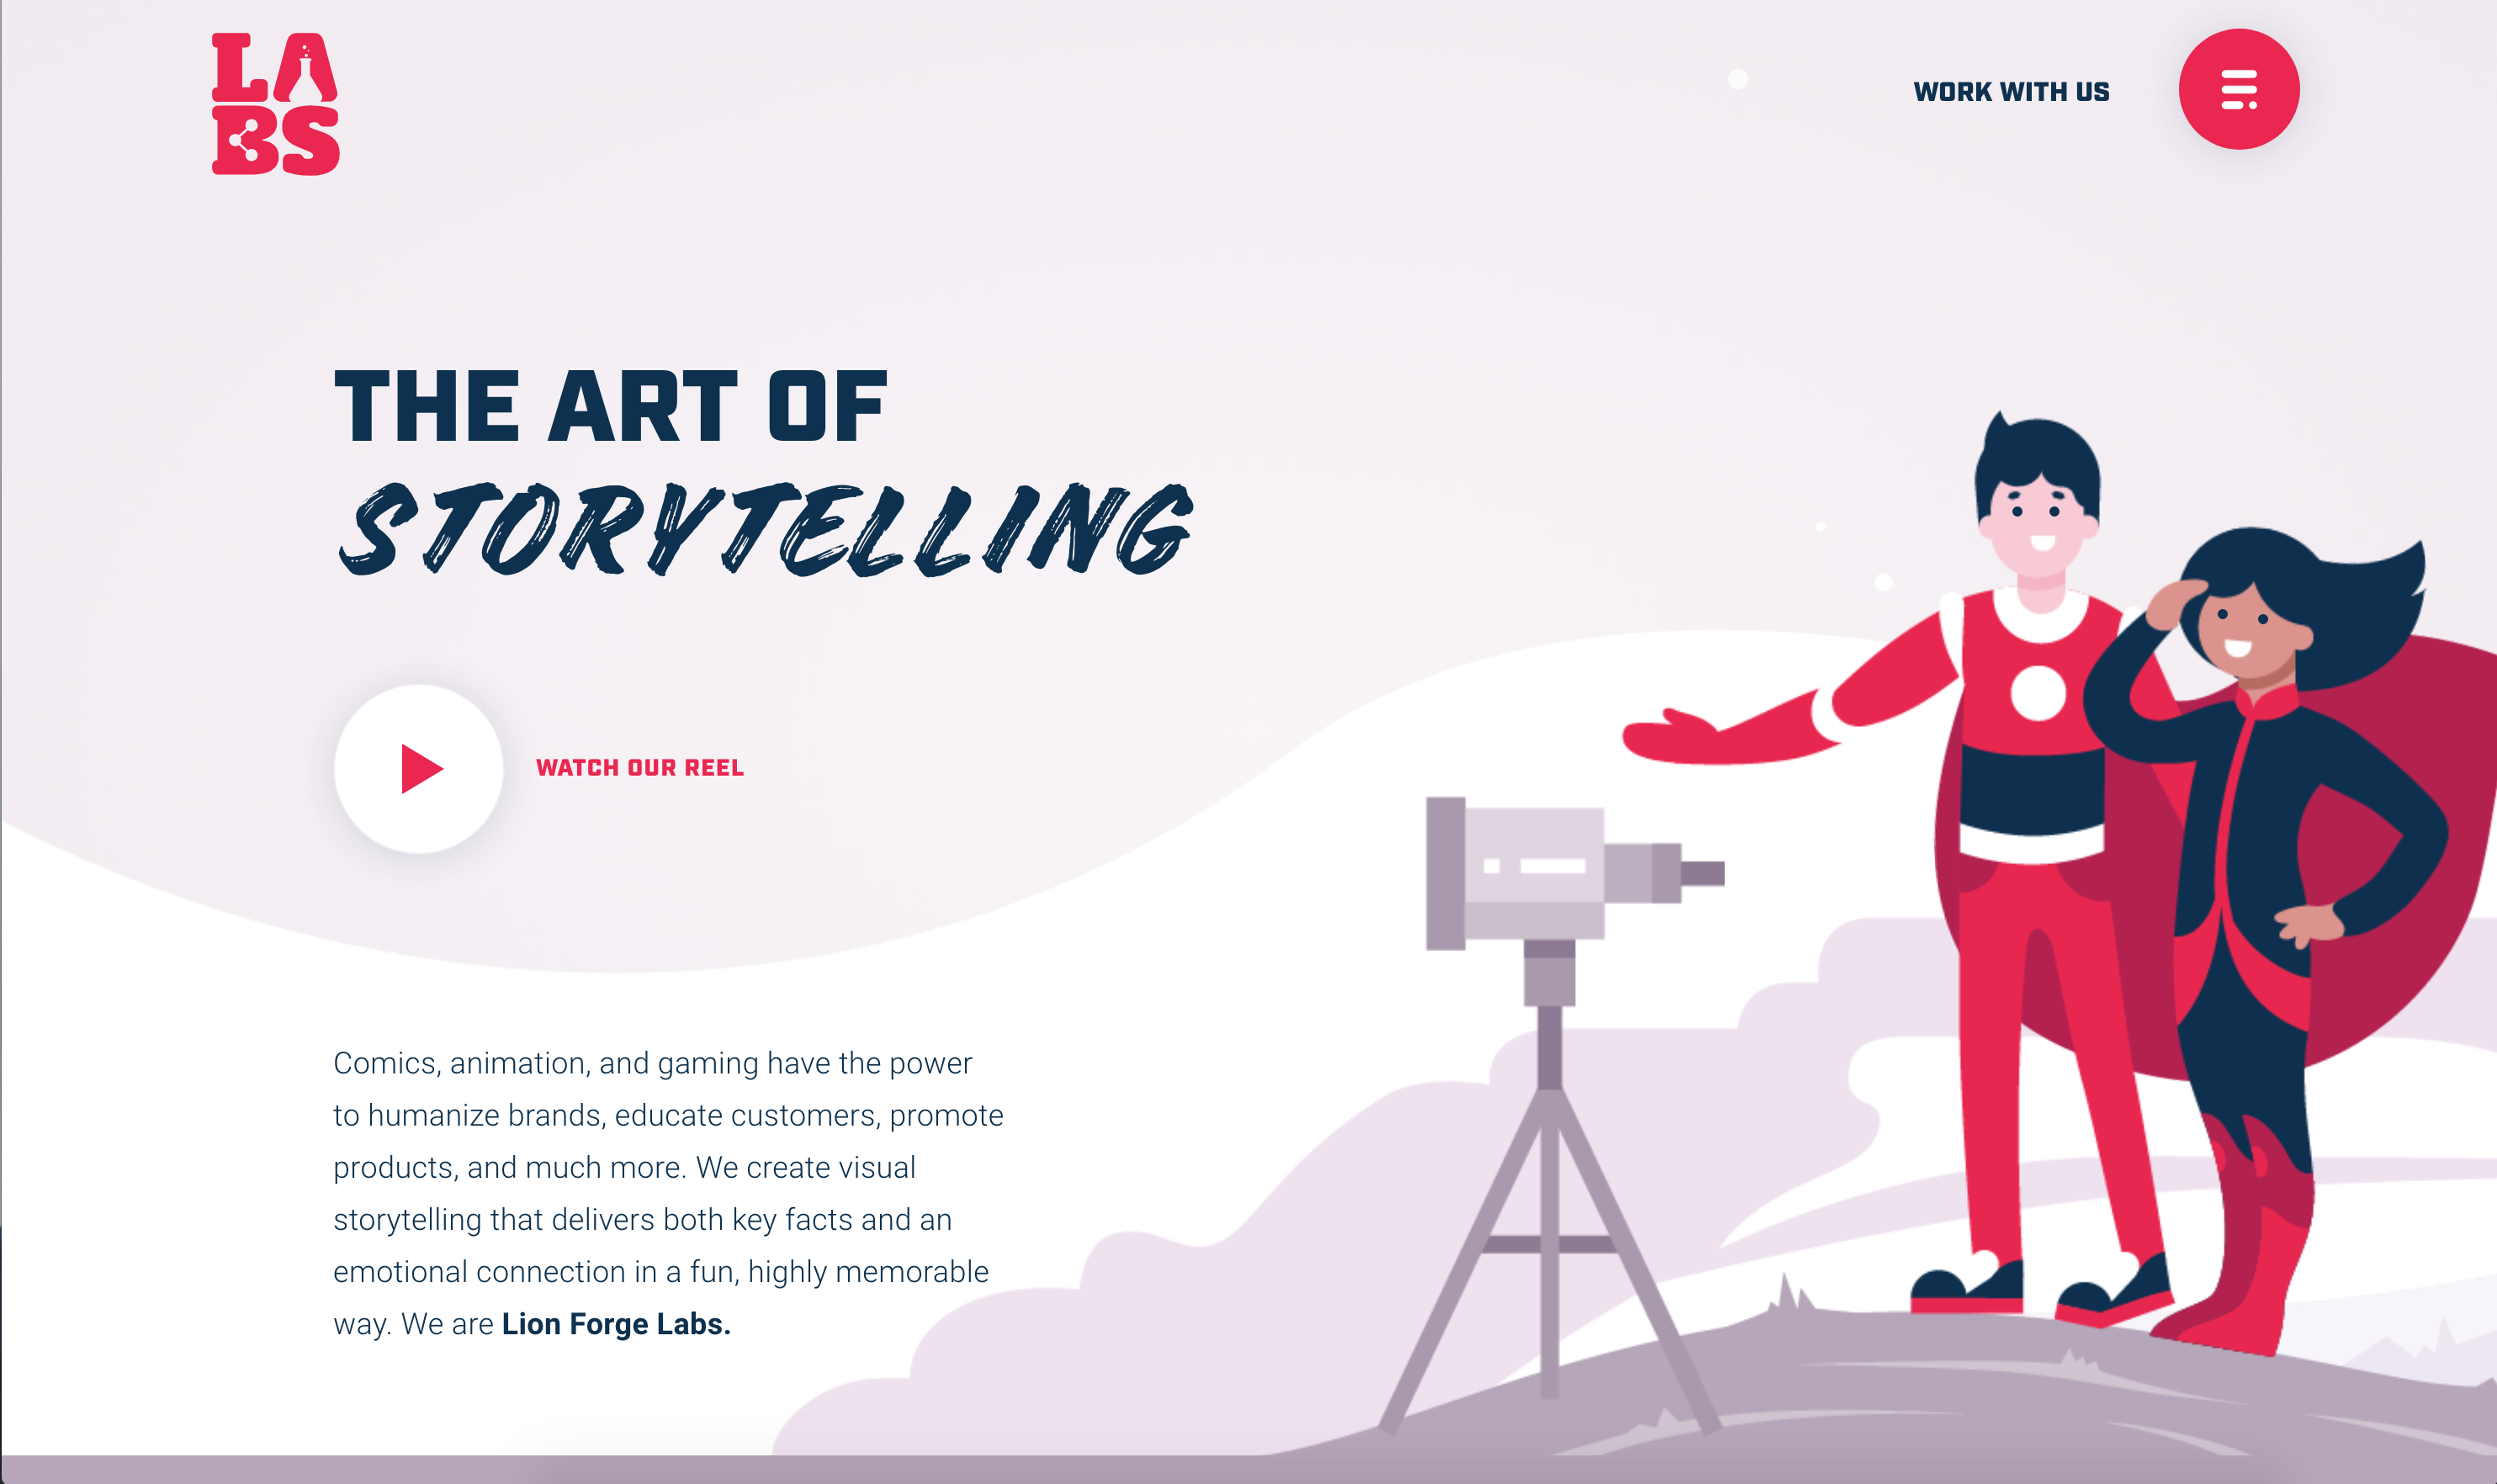 LA
BS
WORK WITH US
THE ART OF
STORYTELLING
WATCH OUR REEL
Comics, animation, and gaming have the power
to humanize brands, educate customers, promote
products, and much more. We create visual
storytelling that delivers both key facts and an
emotional connection in a fun, highly memorable
way. We are Lion Forge Labs.